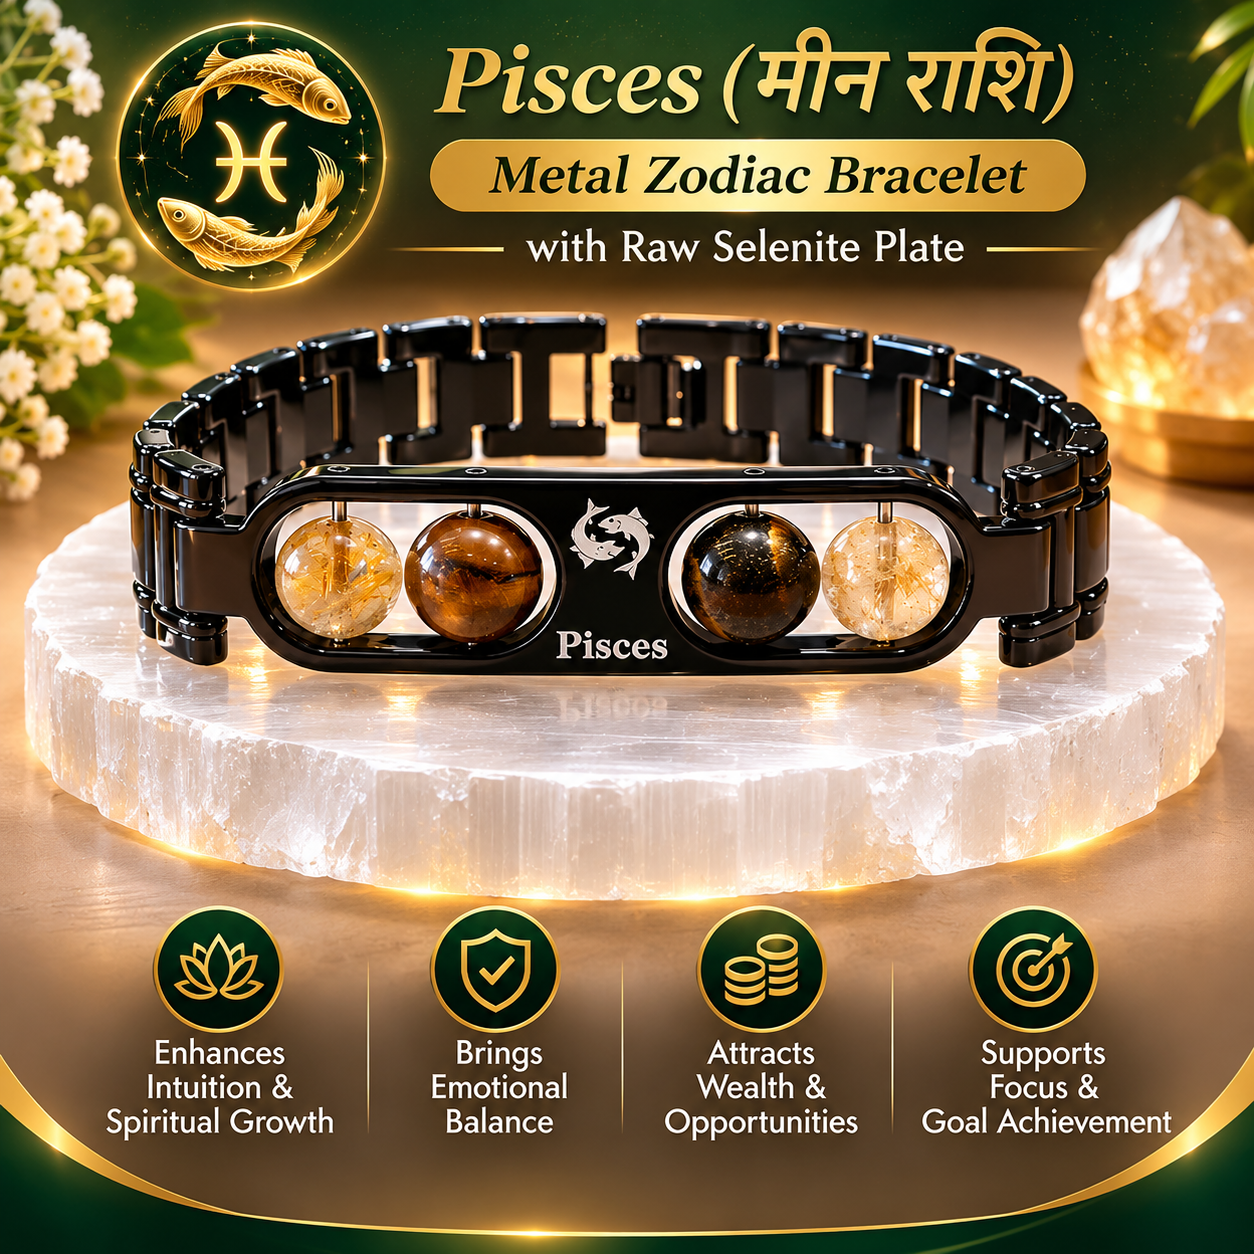 Pisces (मीन राशि)
Metal Zodiac Bracelet
with Raw Selenite Plate
Pisces
Enhances
Intuition &
Spiritual Growth
Brings
Emotional
Balance
Attracts
Wealth &
Opportunities
Supports
Focus &
Goal Achievement